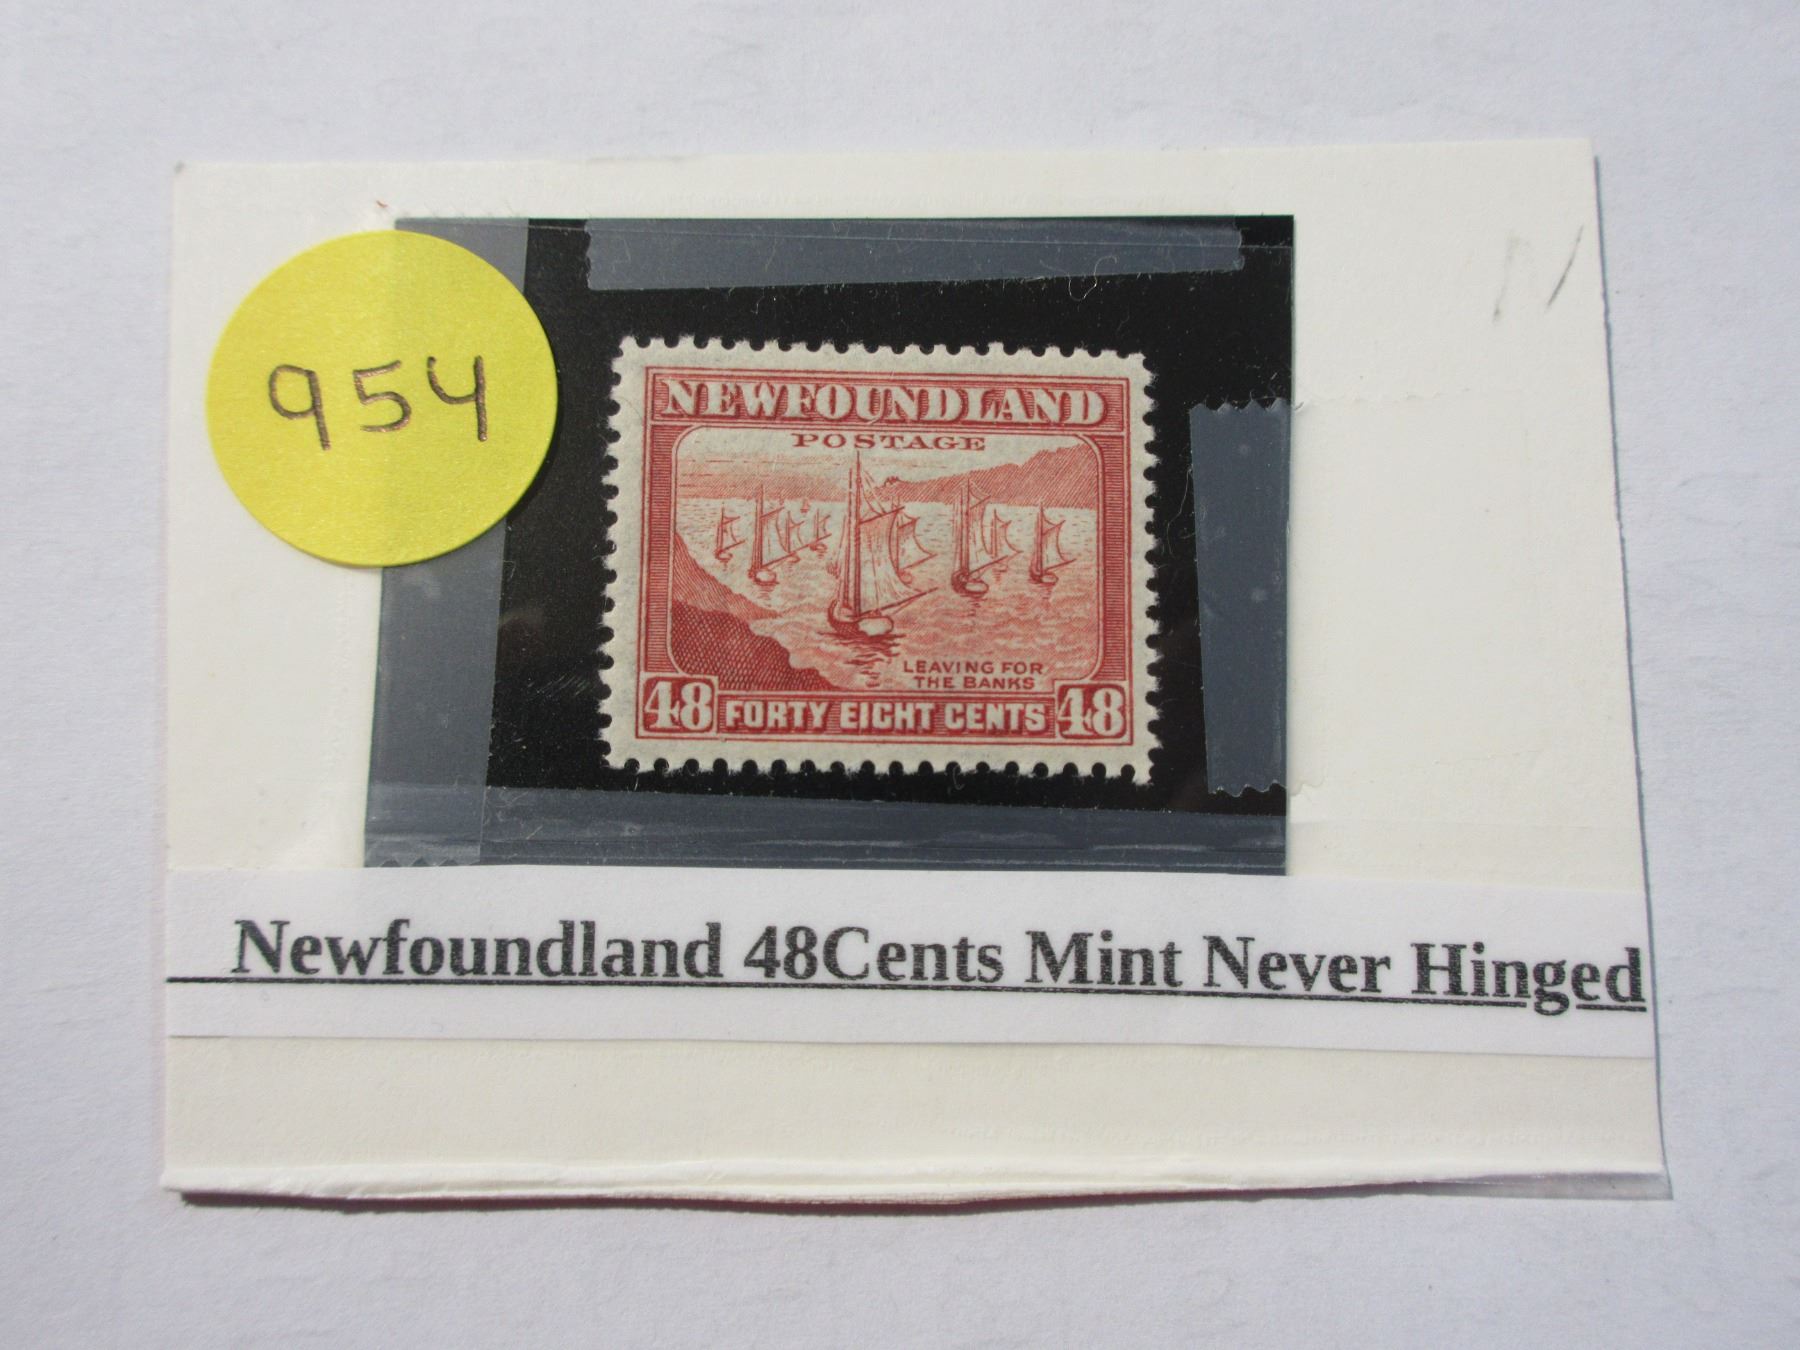 954
NEWFOUNDLAND
POSTAGE
LEAVING FOR
THE BANKS
48 FORTY EIGHT CENTS 48
Newfoundland 48Cents Mint Never Hinged